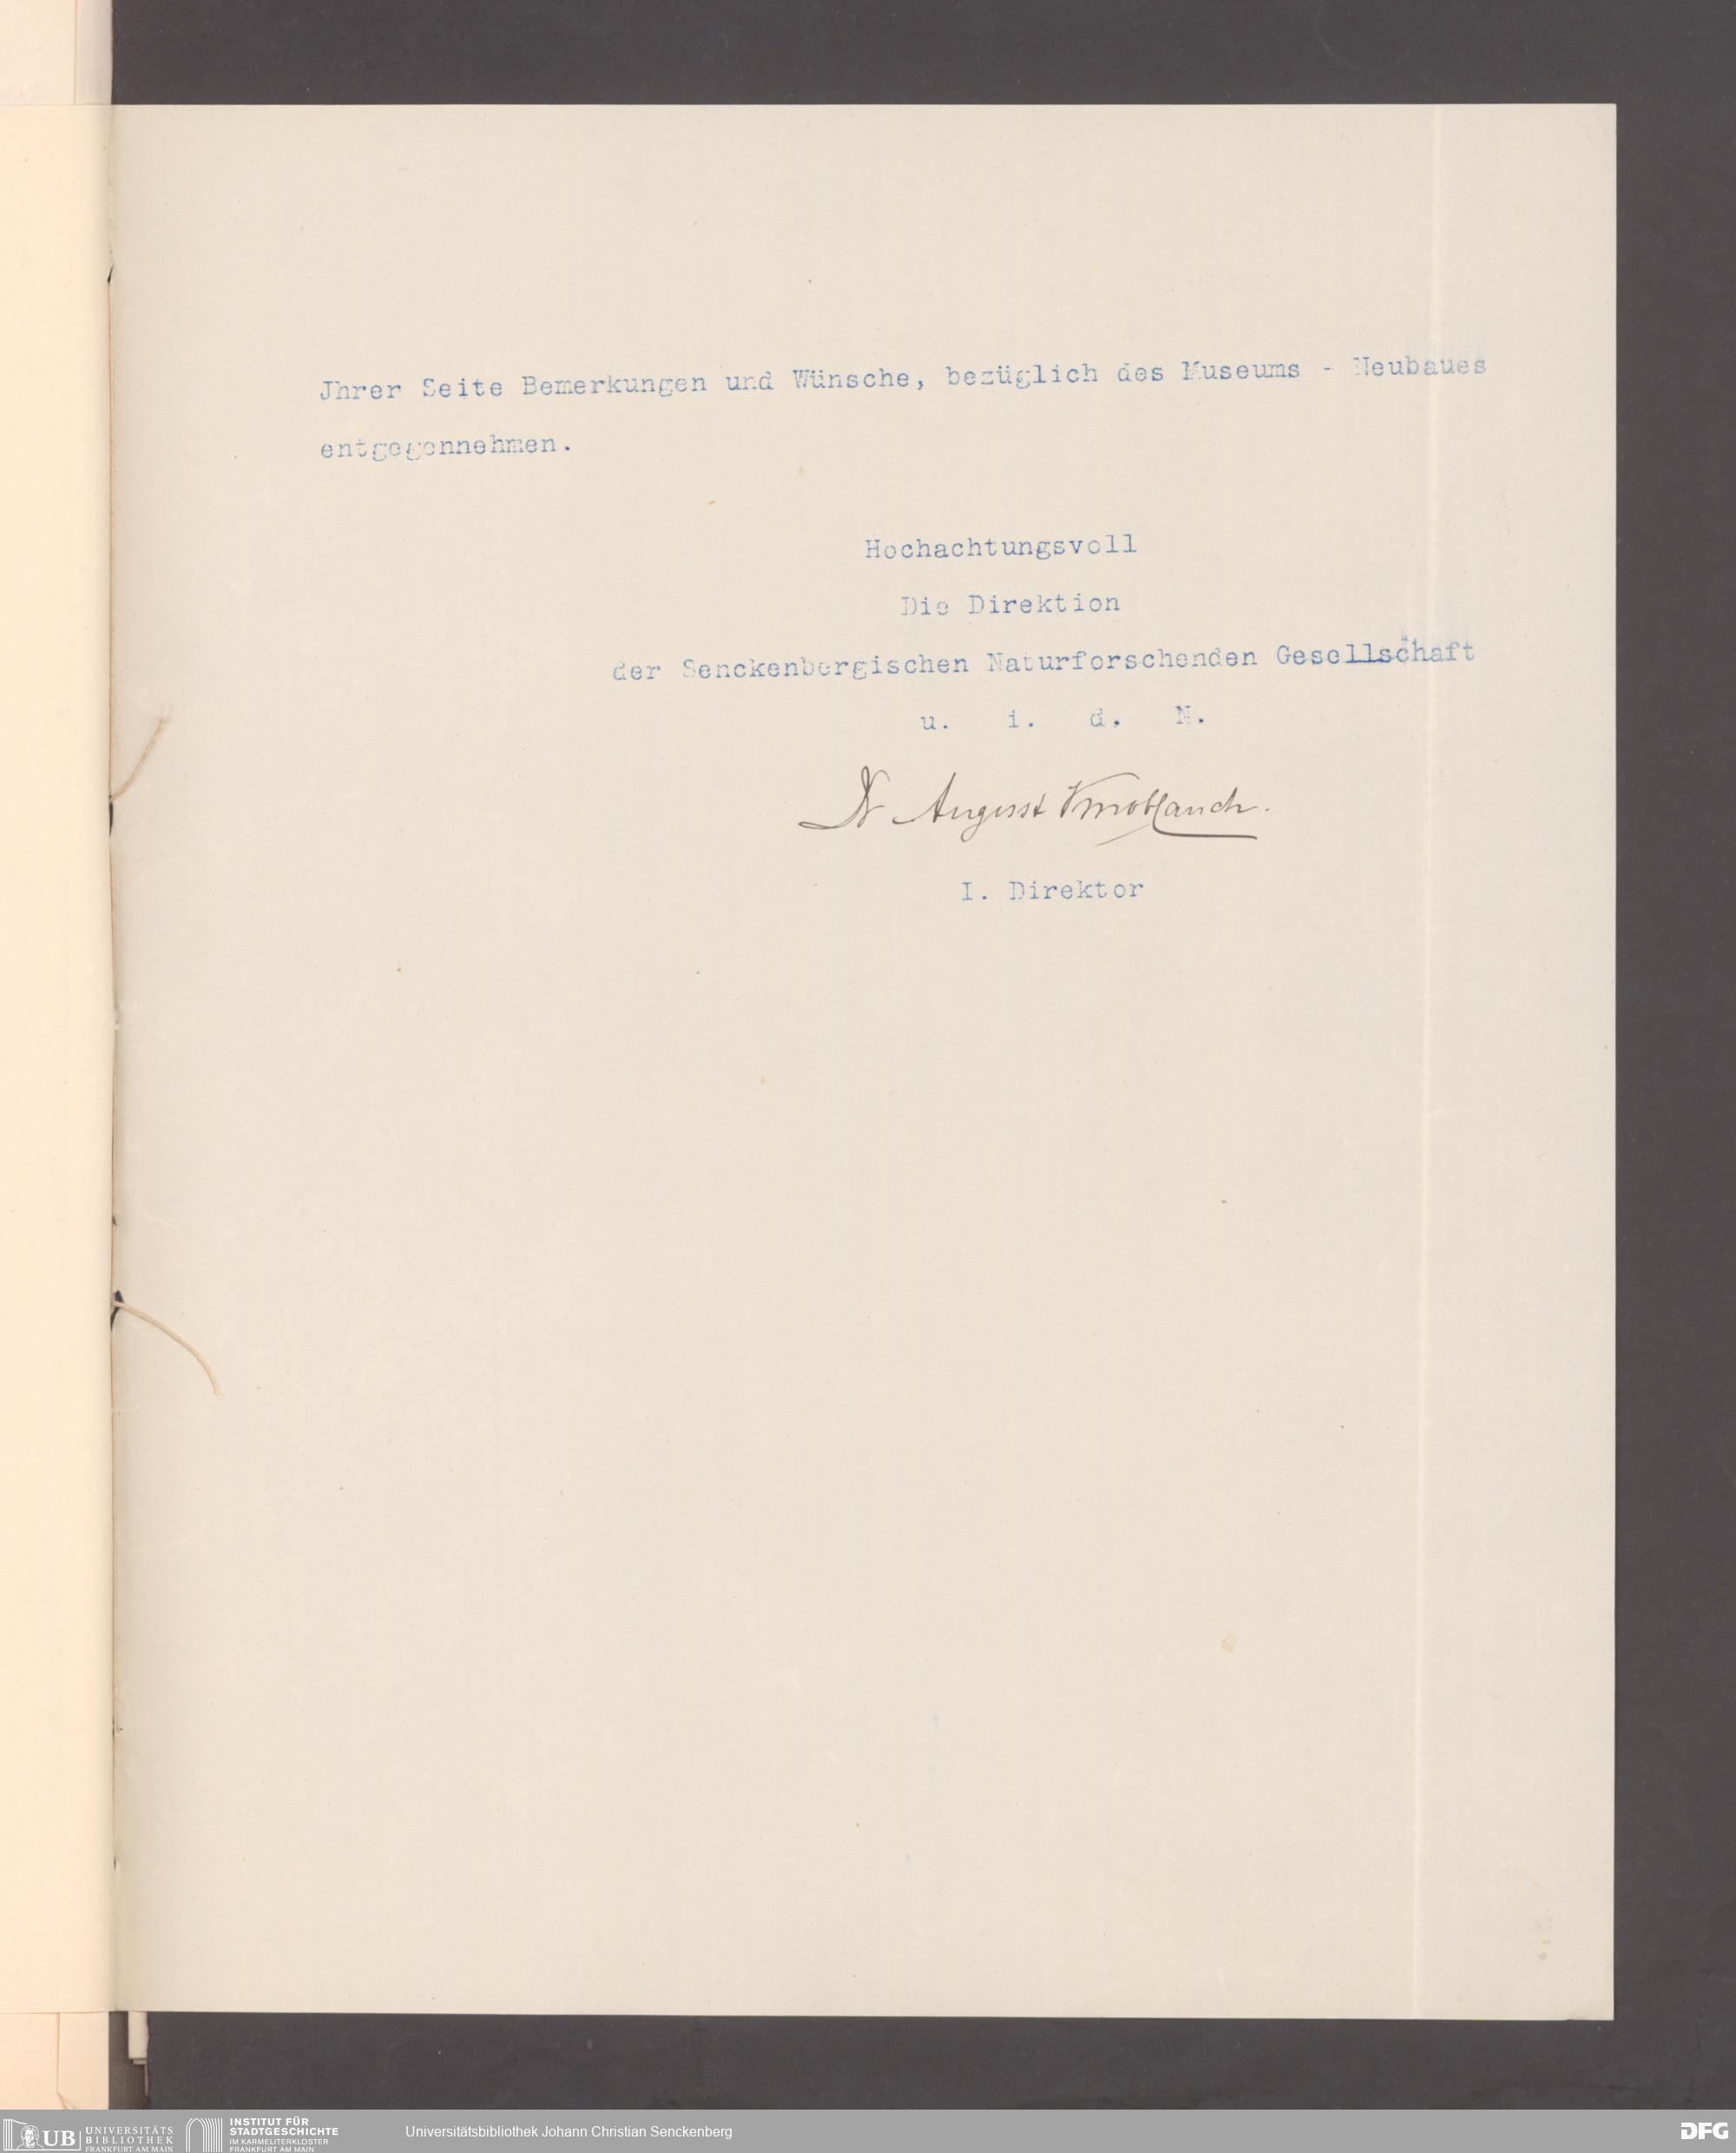 Jhrer Seite Bemerkungen und Wünsche, bezüglich des Museums - Neubaues
entgegennehmen.
Hochachtungsvoll
Die Direktion
der Senckenbergischen Naturforschenden Gesellschaft
u. i. d. N.
Dr August Knoblauch.
I. Direktor
UB UNIVERSITÄTS
BIBLIOTHEK
FRANKFURT AM MAIN
INSTITUT FÜR
STADTGESCHICHTE
IM KARMELITERKLOSTER
FRANKFURT AM MAIN
Universitätsbibliothek Johann Christian Senckenberg
DFG